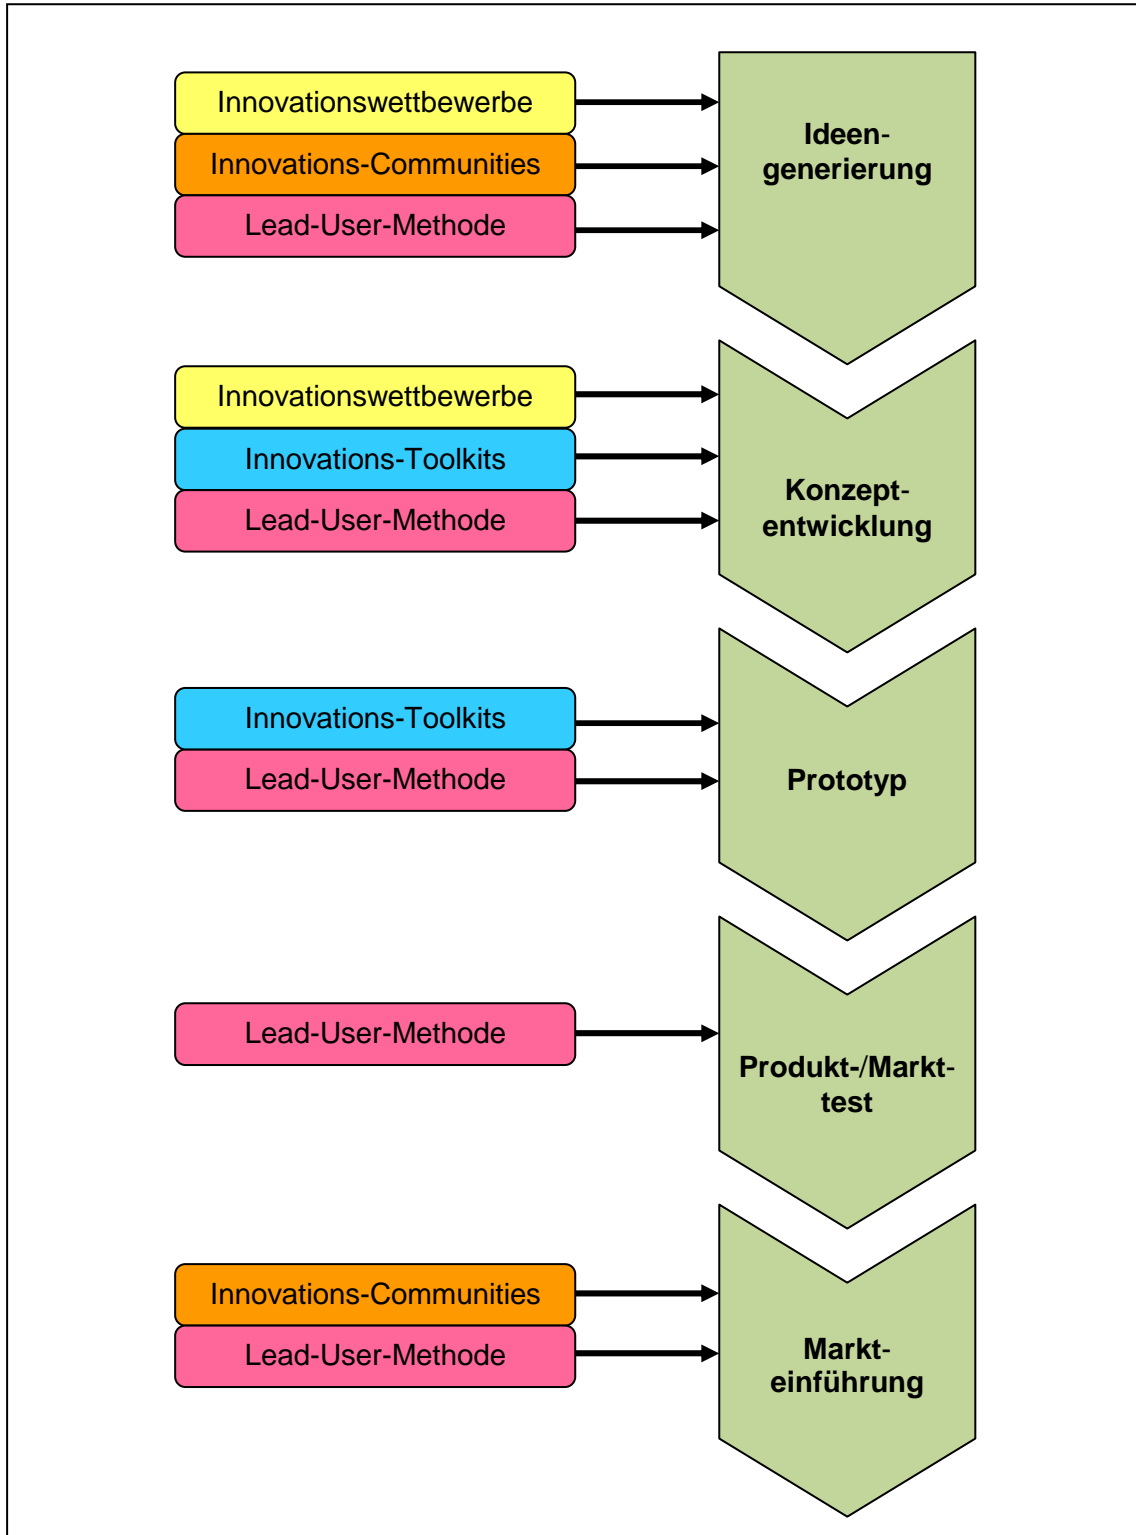 Innovationswettbewerbe
Innovations-Communities
Lead-User-Methode
Ideen-
generierung
Innovationswettbewerbe
Innovations-Toolkits
Lead-User-Methode
Konzept-
entwicklung
Innovations-Toolkits
Lead-User-Methode
Prototyp
Lead-User-Methode
Produkt-/Markt-
test
Innovations-Communities
Lead-User-Methode
Markt-
einführung